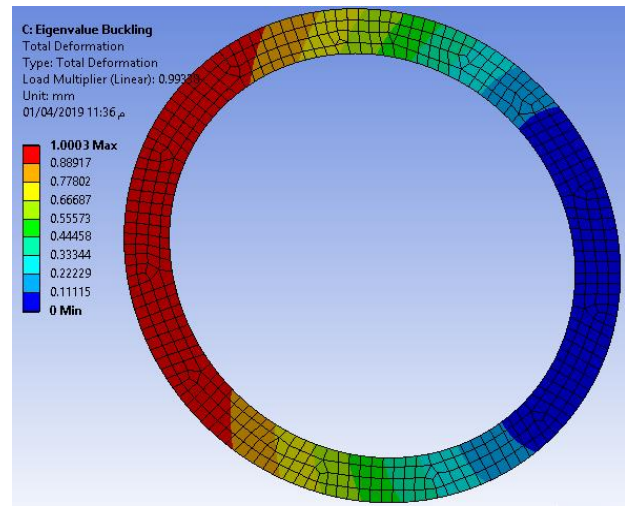 C: Eigenvalue Buckling
Total Deformation
Type: Total Deformation
Load Multiplier (Linear):
Unit: mm
01/04/2019 11:36 م
1.0003 Max
0.88917
0.77802
0.66687
0.55573
0.44458
0.33344
0.22229
0.11115
0 Min